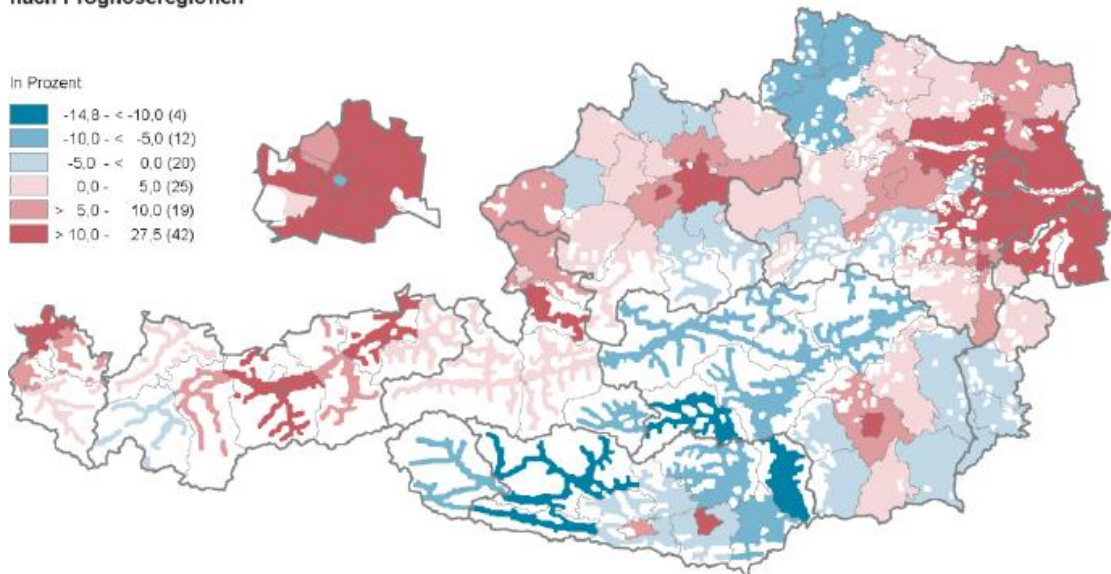 nach Prognoseregionen
In Prozent
-14,8 - < -10,0 (4)
-10,0 - < -5,0 (12)
-5,0 - < 0,0 (20)
0,0 - 5,0 (25)
> 5,0 - 10,0 (19)
> 10,0 - 27,5 (42)